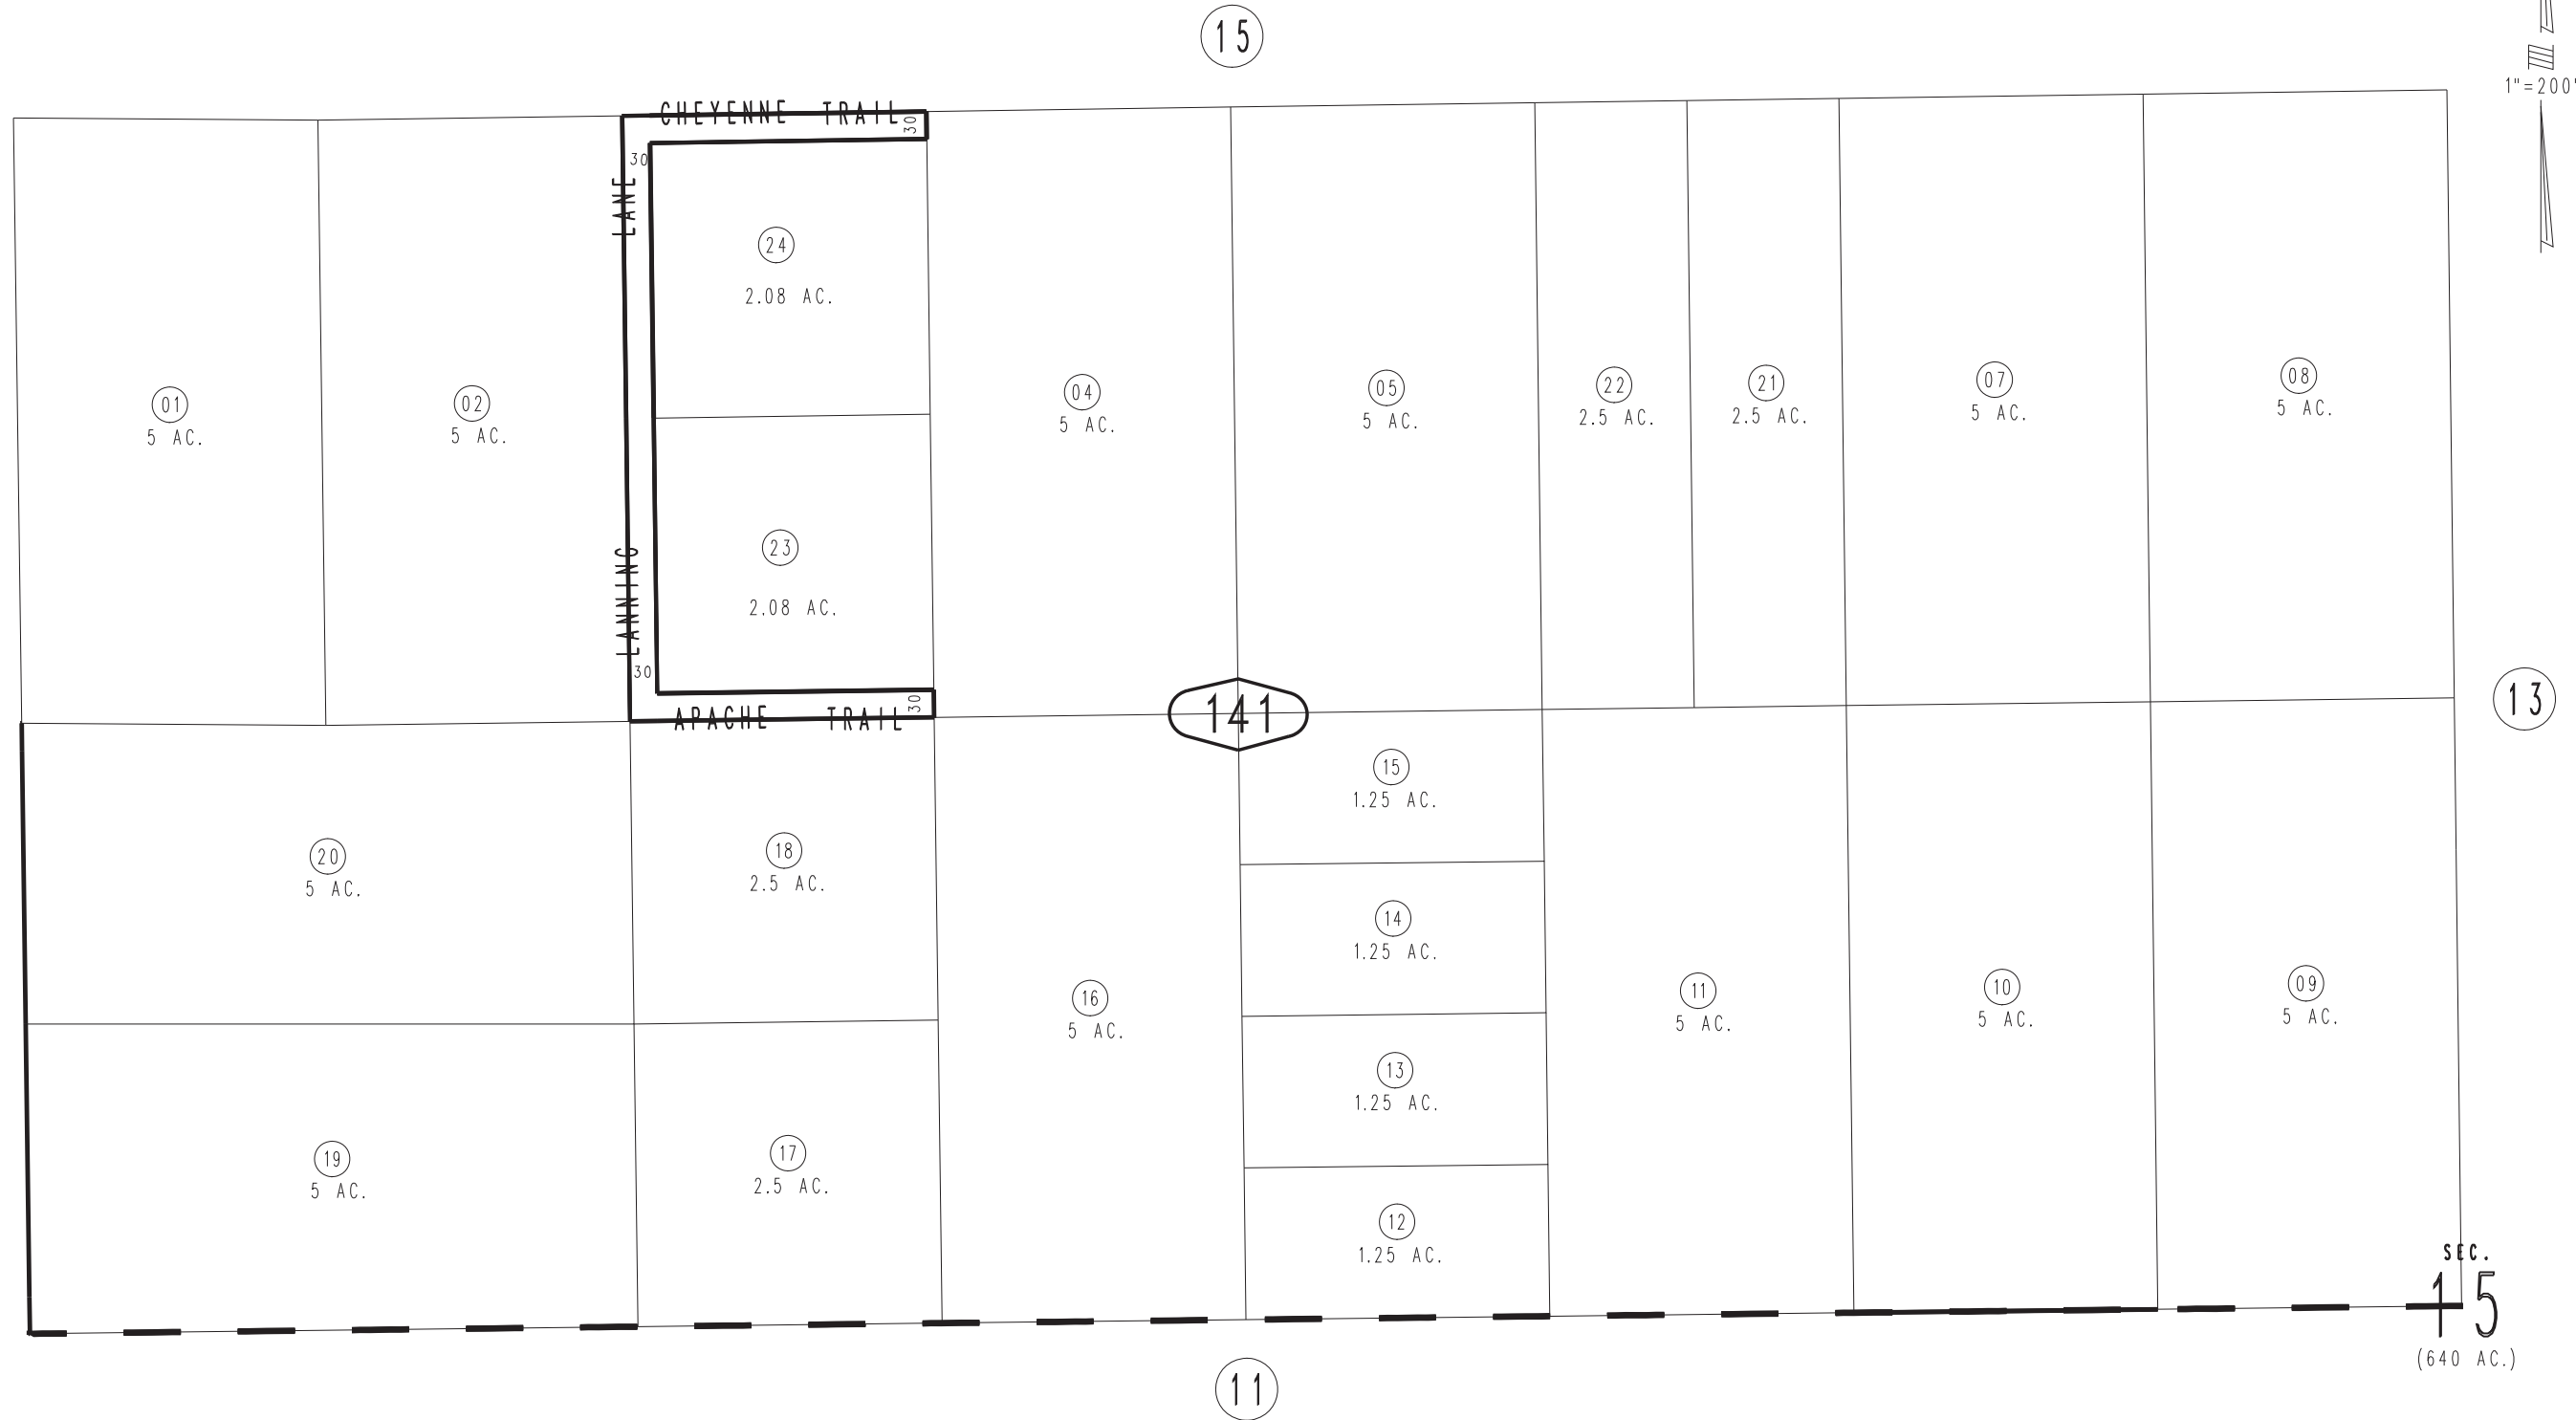 15
1"=200'
CHEYENNE TRAIL
30
30
LANE
24
2.08 AC.
01
5 AC.
02
5 AC.
04
5 AC.
05
5 AC.
22
2.5 AC.
21
2.5 AC.
07
5 AC.
08
5 AC.
23
2.08 AC.
LANNING
30
30
APACHE TRAIL
141
13
15
1.25 AC.
20
5 AC.
18
2.5 AC.
14
1.25 AC.
16
5 AC.
11
5 AC.
10
5 AC.
09
5 AC.
13
1.25 AC.
19
5 AC.
17
2.5 AC.
12
1.25 AC.
SEC.
15
(640 AC.)
11